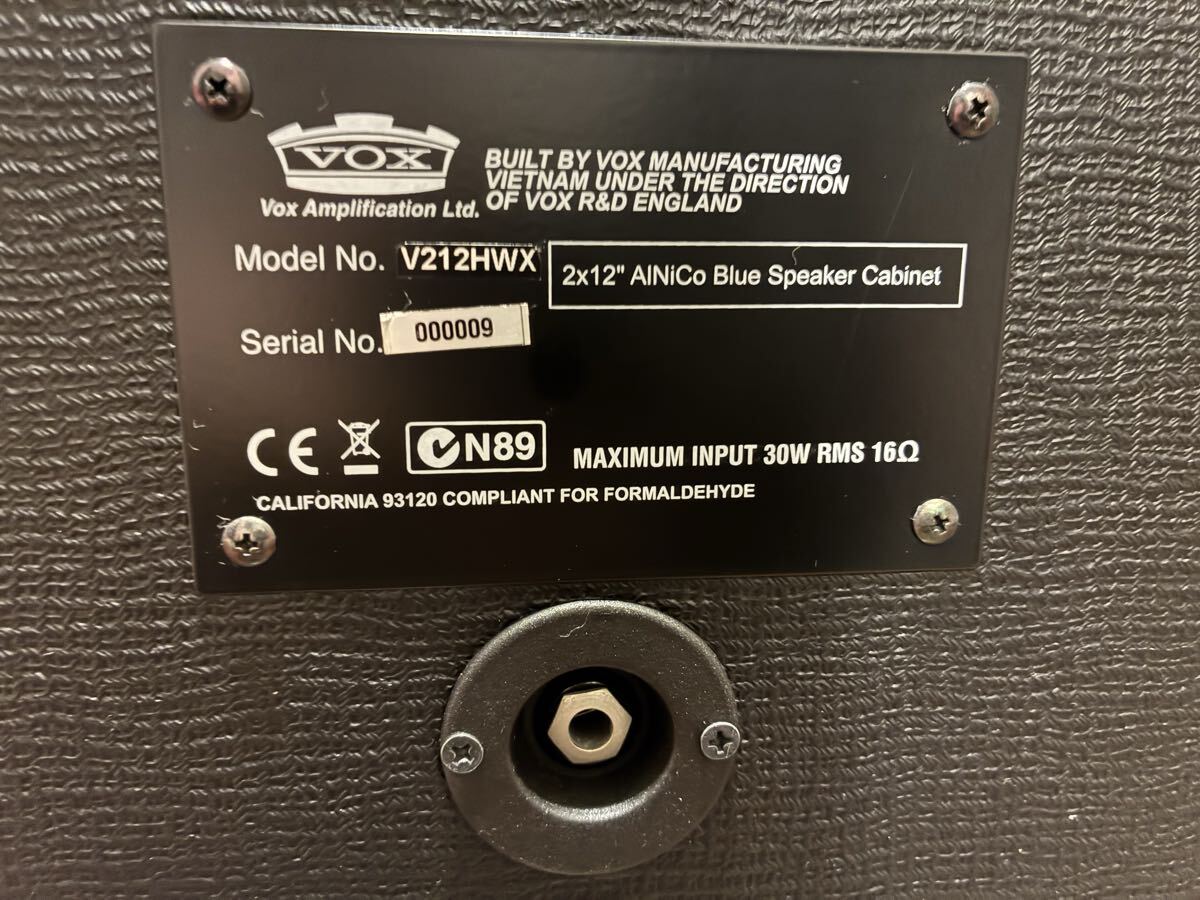 VOX
Vox Amplification Ltd.
BUILT BY VOX MANUFACTURING
VIETNAM UNDER THE DIRECTION
OF VOX R&D ENGLAND
Model No. V212HWX
2x12" AlNiCo Blue Speaker Cabinet
Serial No. 000009
CE
N89
MAXIMUM INPUT 30W RMS 16Ω
CALIFORNIA 93120 COMPLIANT FOR FORMALDEHYDE